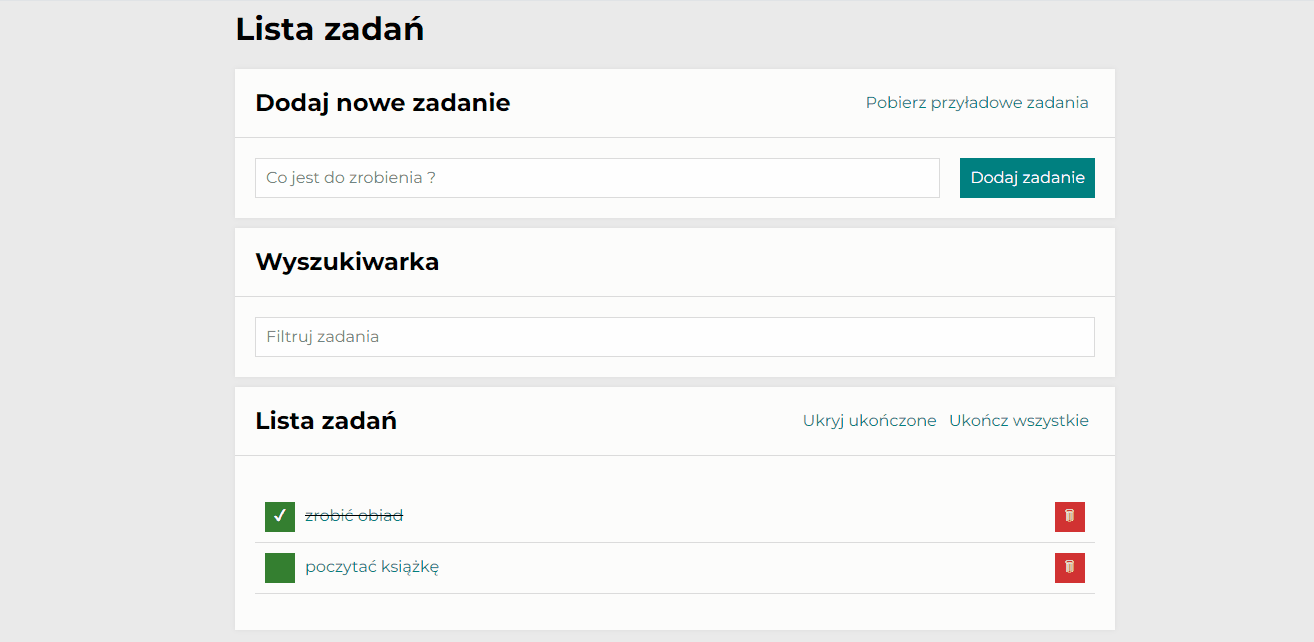 Lista zadań
Dodaj nowe zadanie
Pobierz przyładowe zadania
Co jest do zrobienia ?
Dodaj zadanie
Wyszukiwarka
Filtruj zadania
Lista zadań
Ukryj ukończone
Ukończ wszystkie
✓ zrobić obiad
poczytać książkę